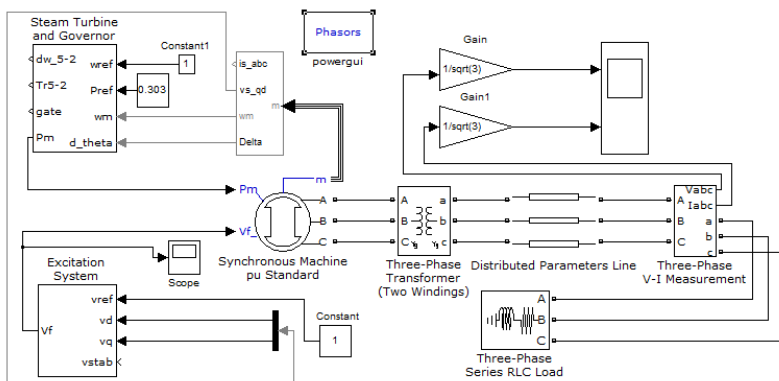 Steam Turbine
and Governor
dw_5-2
Tr5-2
gate
Pm
wref
Pref
wm
d_theta
Constant1
1
0.303
is_abc
vs_qd
wm
Delta
m
Phasors
powergui
Gain
1/sqrt(3)
Gain1
1/sqrt(3)
Pm
Vf_
m
A
B
C
Synchronous Machine
pu Standard
Scope
A
B
C
a
b
c
Three-Phase
Transformer
(Two Windings)
Distributed Parameters Line
A
B
C
Vabc
Iabc
a
b
c
Three-Phase
V-I Measurement
Excitation
System
Vf
vref
vd
vq
vstab
Constant
1
A
B
C
Three-Phase
Series RLC Load